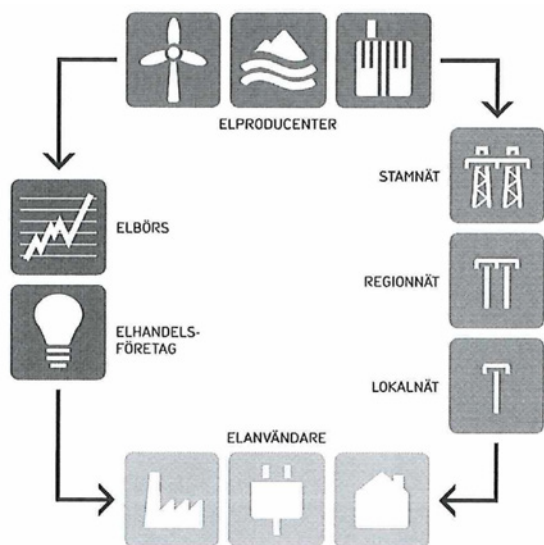 ELPRODUCENTER
STAMNÄT
ELBÖRS
REGIONNÄT
ELHANDELS-
FÖRETAG
LOKALNÄT
ELANVÄNDARE